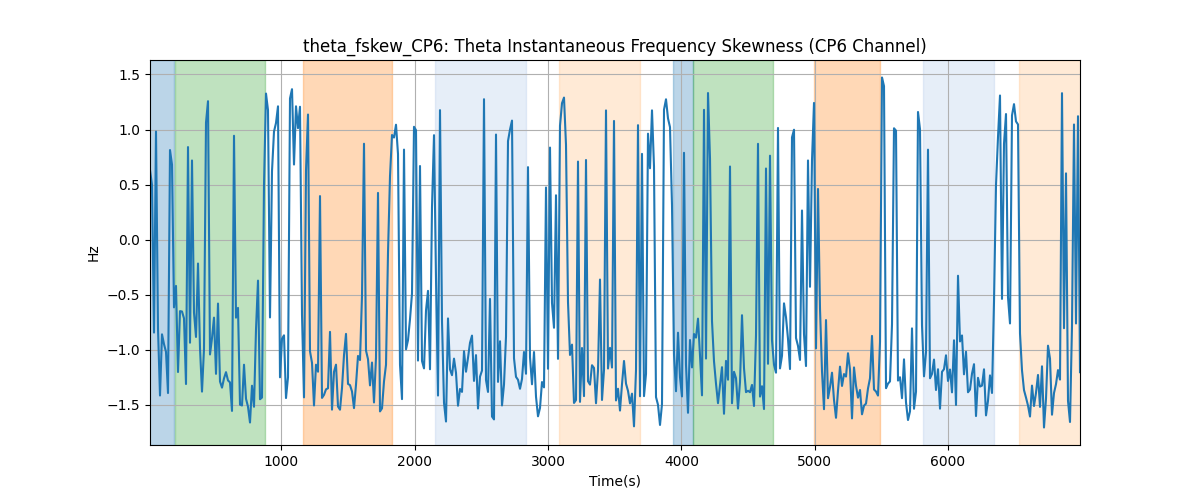 theta_fskew_CP6: Theta Instantaneous Frequency Skewness (CP6 Channel)
1.5
1.0
0.5
0.0
−0.5
−1.0
−1.5
Hz
1000 2000 3000 4000 5000 6000
Time(s)